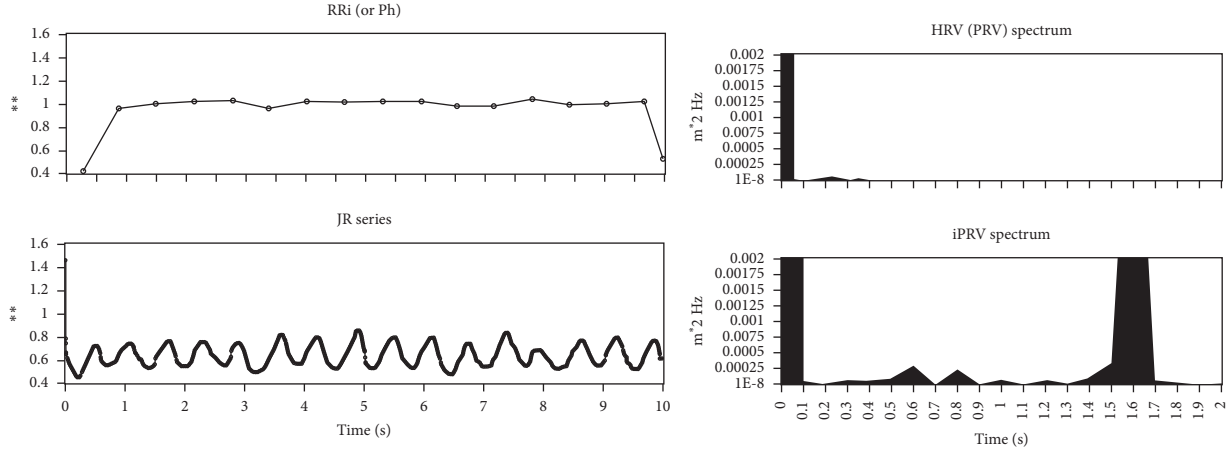 RRi (or Ph)
1.6
1.4
1.2
1
0.8
0.6
0.4
**
JR series
1.6
1.4
1.2
1
0.8
0.6
0.4
**
0 1 2 3 4 5 6 7 8 9 10
Time (s)
HRV (PRV) spectrum
0.002
0.00175
0.0015
0.00125
0.001
0.0075
0.0005
0.00025
1E-8
m*2 Hz
iPRV spectrum
0.002
0.00175
0.0015
0.00125
0.001
0.0075
0.0005
0.00025
1E-8
m*2 Hz
0 0.1 0.2 0.3 0.4 0.5 0.6 0.7 0.8 0.9 1 1.1 1.2 1.3 1.4 1.5 1.6 1.7 1.8 1.9 2
Time (s)